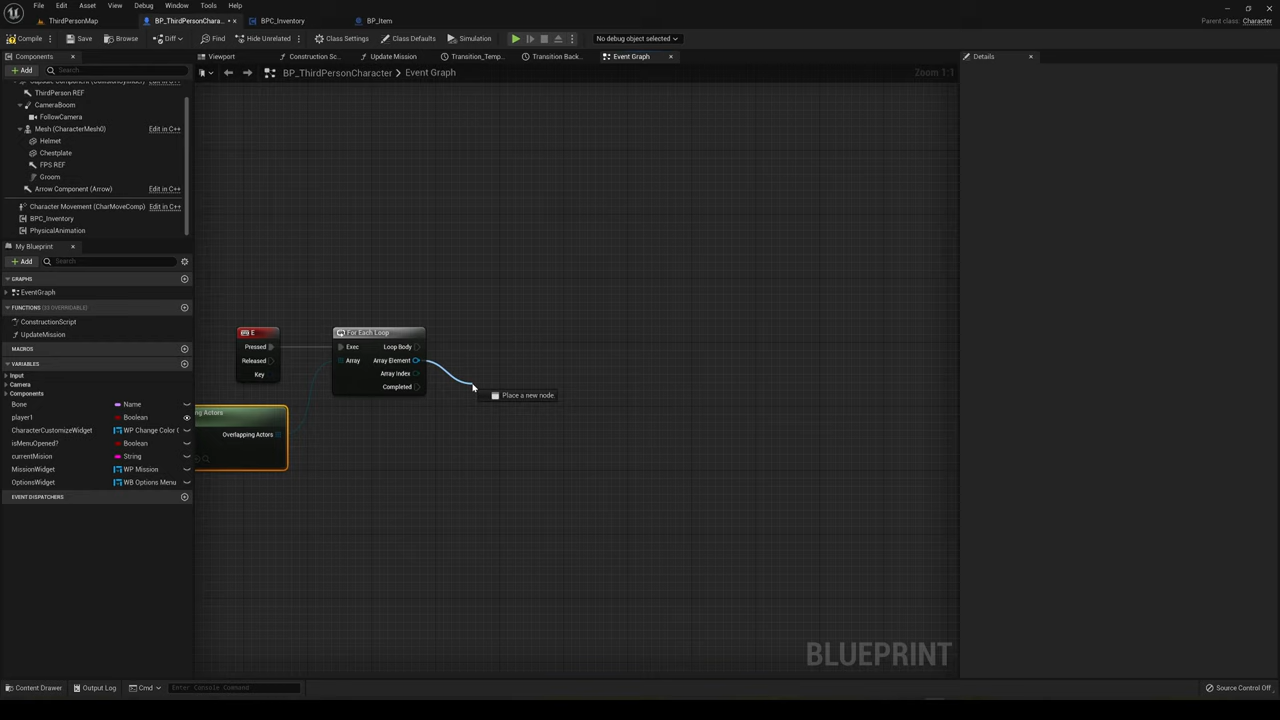 File Edit Asset View Debug Window Tools Help
ThirdPersonMap BP_ThirdPersonChara... BPC_Inventory BP_Item
Parent class: Character
Compile Save Browse Diff Find Hide Unrelated Class Settings Class Defaults Simulation No debug object selected
Components Viewport Construction Sc... Update Mission Transition_Temp... Transition Back... Event Graph Details
+ Add Search BP_ThirdPersonCharacter > Event Graph Zoom 1:1
ThirdPerson REF
CameraBoom
FollowCamera
Mesh (CharacterMesh0) Edit in C++
Helmet
Chestplate
FPS REF
Groom
Arrow Component (Arrow) Edit in C++
Character Movement (CharMoveComp) Edit in C++
BPC_Inventory
PhysicalAnimation
My Blueprint
+ Add Search
GRAPHS
EventGraph
FUNCTIONS (33 OVERRIDABLE)
ConstructionScript
UpdateMission
MACROS
VARIABLES
Input
Camera
Components
Bone Name
player1 Boolean
CharacterCustomizeWidget WP Change Color C
isMenuOpened? Boolean
currentMision String
MissionWidget WP Mission
OptionsWidget WB Options Menu
EVENT DISPATCHERS
E
Pressed
Released
Key
For Each Loop
Exec Loop Body
Array Array Element
Array Index
Completed
Place a new node.
ng Actors
Overlapping Actors
BLUEPRINT
Content Drawer Output Log Cmd Enter Console Command Source Control Off